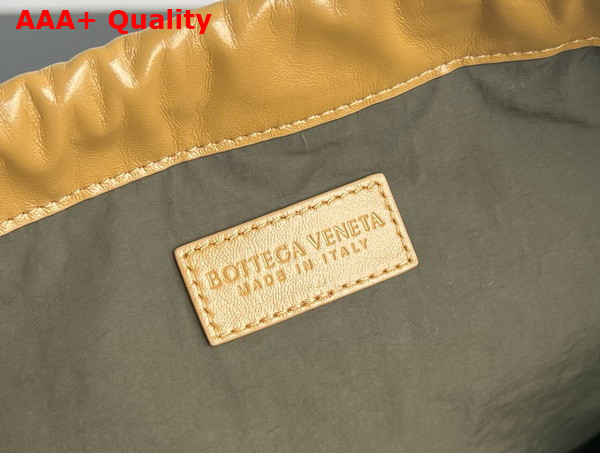 AAA+ Quality
BOTTEGA VENETA
MADE IN ITALY